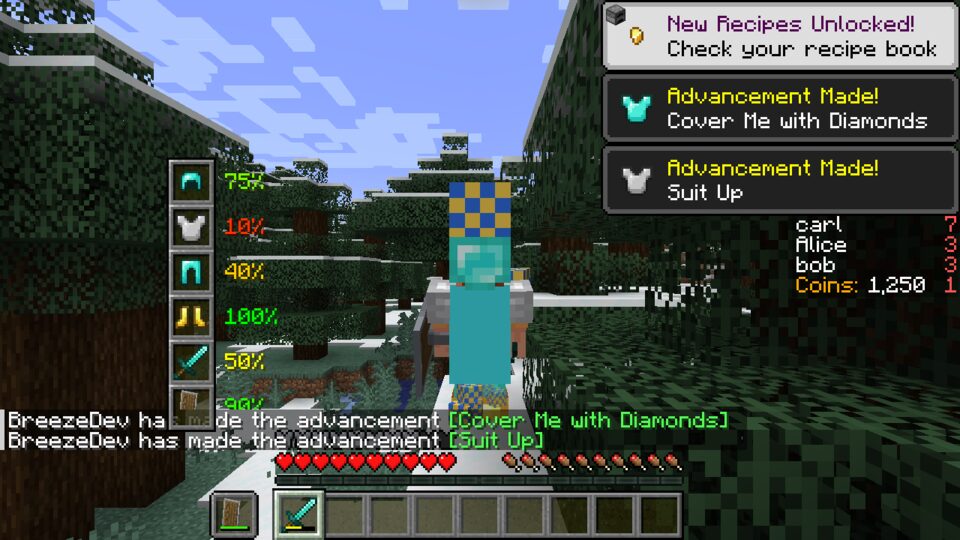 New Recipes Unlocked!
Check your recipe book
Advancement Made!
Cover Me with Diamonds
Advancement Made!
Suit Up
75%
10%
40%
100%
50%
90%
carl 7
Alice 3
bob 3
Coins: 1,250 1
BreezeDev ha made the advancement [Cover Me with Diamonds]
BreezeDev has made the advancement [Suit Up]